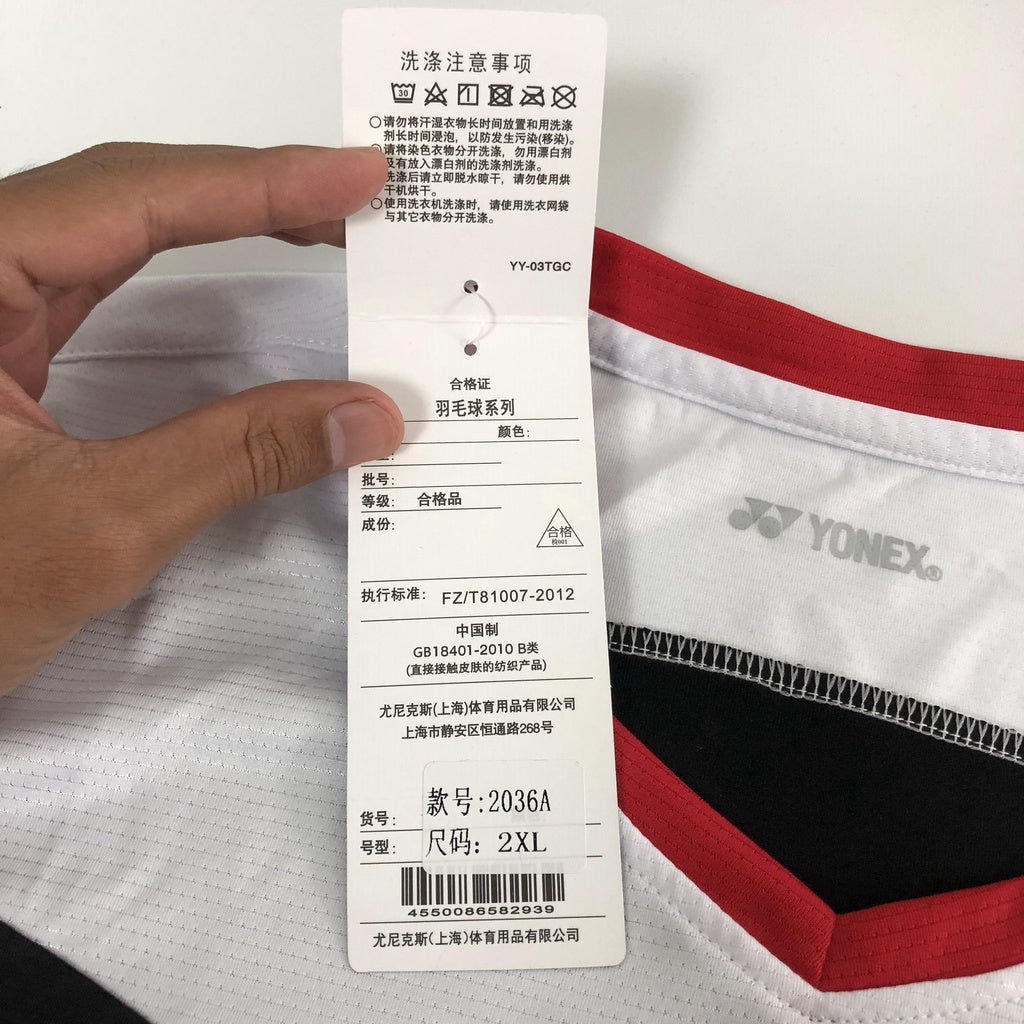 洗涤注意事项
30
○请勿将汗湿衣物长时间放置和用洗涤
剂长时间浸泡，以防发生污染(移染)。
○请将染色衣物分开洗涤，勿用漂白剂
及有放入漂白剂的洗涤剂洗涤。
洗涤后请立即脱水晾干，请勿使用烘
干机烘干。
○使用洗衣机洗涤时，请使用洗衣网袋
与其它衣物分开洗涤。
YY-03TGC
合格证
羽毛球系列
颜色:
批号:
等级: 合格品
成份:
合格
检001
执行标准: FZ/T81007-2012
中国制
GB18401-2010 B类
(直接接触皮肤的纺织产品)
尤尼克斯(上海)体育用品有限公司
上海市静安区恒通路268号
款号:2036A
货号:
尺码: 2XL
号型:
4550086582939
尤尼克斯(上海)体育用品有限公司
YONEX